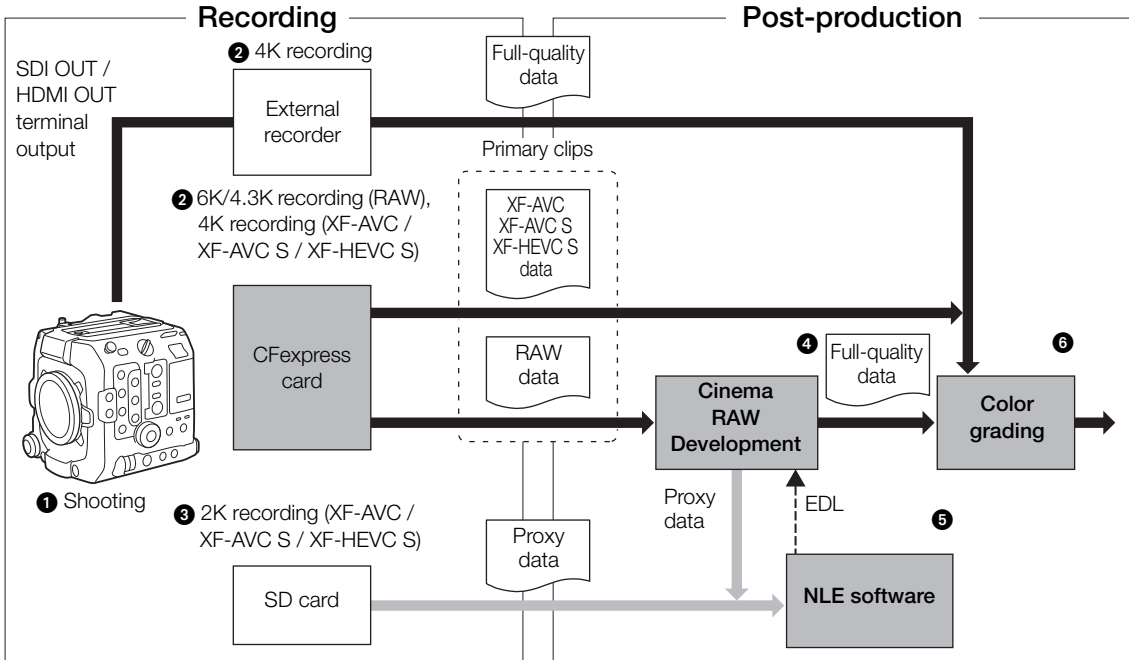 Recording
Post-production
SDI OUT /
HDMI OUT
terminal
output
❷ 4K recording
External
recorder
Full-quality
data
Primary clips
❷ 6K/4.3K recording (RAW),
4K recording (XF-AVC /
XF-AVC S / XF-HEVC S)
XF-AVC
XF-AVC S
XF-HEVC S
data
CFexpress
card
RAW
data
❶ Shooting
❹
Full-quality
data
❻
Cinema
RAW
Development
Color
grading
Proxy
data
EDL
❸ 2K recording (XF-AVC /
XF-AVC S / XF-HEVC S)
SD card
Proxy
data
❺
NLE software